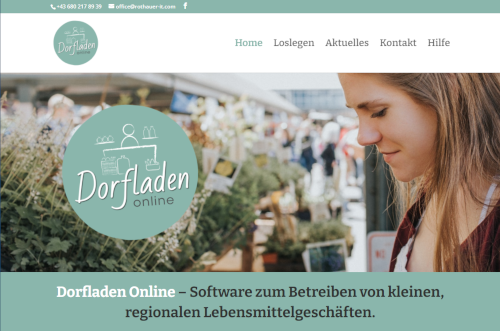 +43 680 217 89 39 office@rothauer-it.com
Dorfladen
online
Home Loslegen Aktuelles Kontakt Hilfe
Dorfladen
online
Dorfladen Online – Software zum Betreiben von kleinen,
regionalen Lebensmittelgeschäften.